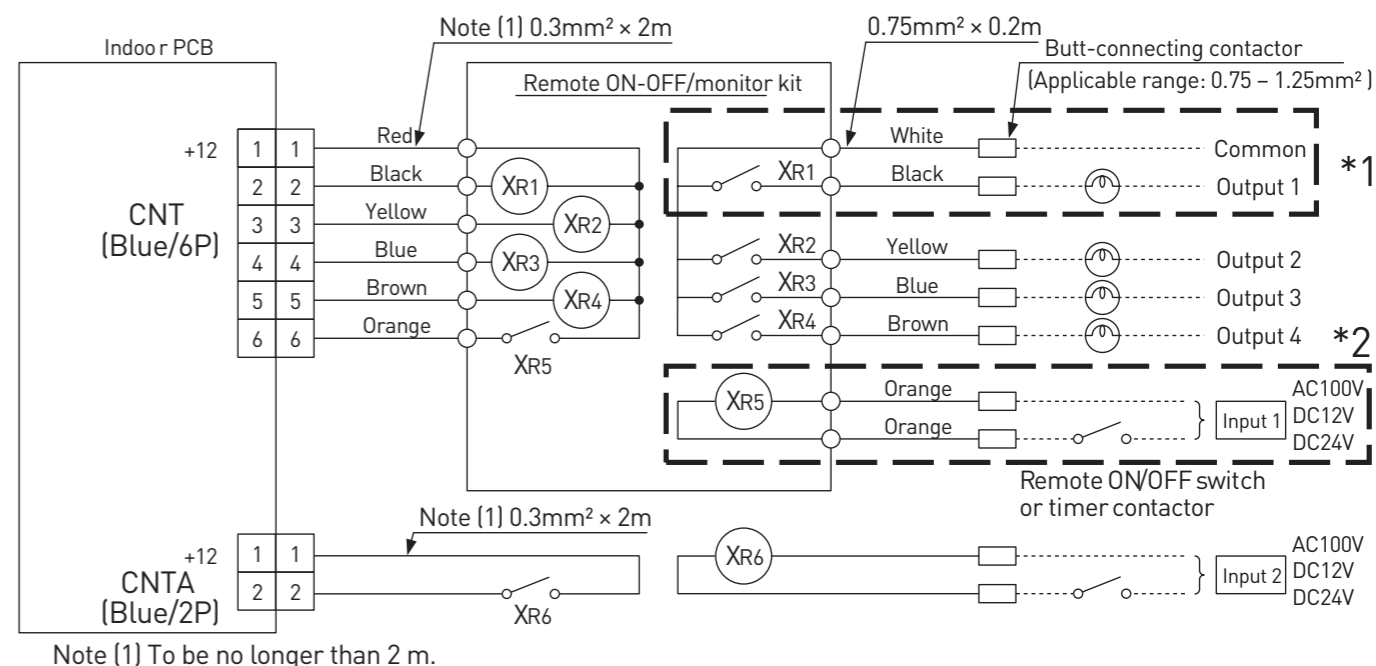 Note (1) 0.3mm² × 2m
0.75mm² × 0.2m
Butt-connecting contactor
(Applicable range: 0.75 – 1.25mm²)
Indoor PCB
Remote ON-OFF/monitor kit
+12 1 1 Red White Common *1
2 2 Black XR1 XR1 Black Output 1
CNT
(Blue/6P)
3 3 Yellow XR2 XR2 Yellow Output 2
4 4 Blue XR3 XR3 Blue Output 3
5 5 Brown XR4 XR4 Brown Output 4
6 6 Orange XR5
*2
XR5 Orange
Orange
Input 1
AC100V
DC12V
DC24V
Remote ON/OFF switch
or timer contactor
Note (1) 0.3mm² × 2m
+12 1 1
CNTA
(Blue/2P)
2 2
XR6
XR6
Input 2
AC100V
DC12V
DC24V
Note (1) To be no longer than 2 m.